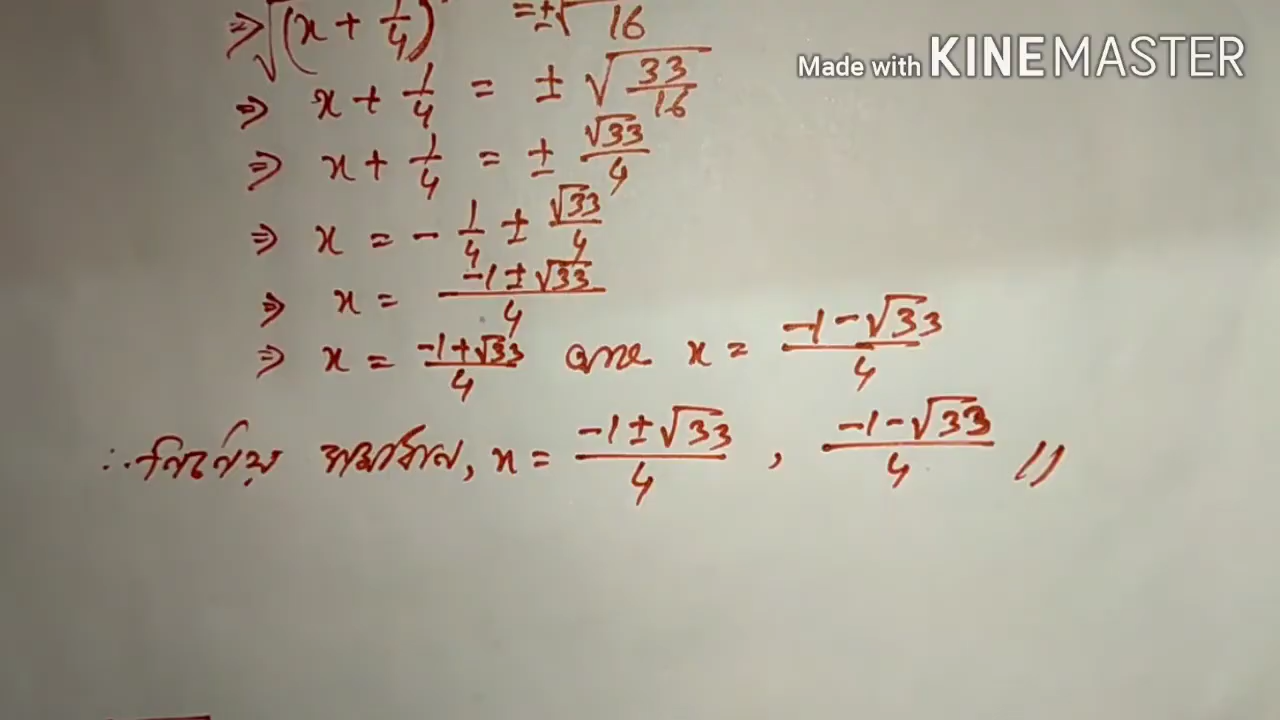 Made with KINEMASTER
⇒ √(x + 1/4)² = ±√ 16
⇒ x + 1/4 = ± √33/16
⇒ x + 1/4 = ± √33/4
⇒ x = - 1/4 ± √33/4
⇒ x = -1±√33/4
⇒ x = -1+√33/4 x = -1-√33/4
∴ নির্ণেয় সমাধান, x = -1±√33/4 , -1-√33/4 //